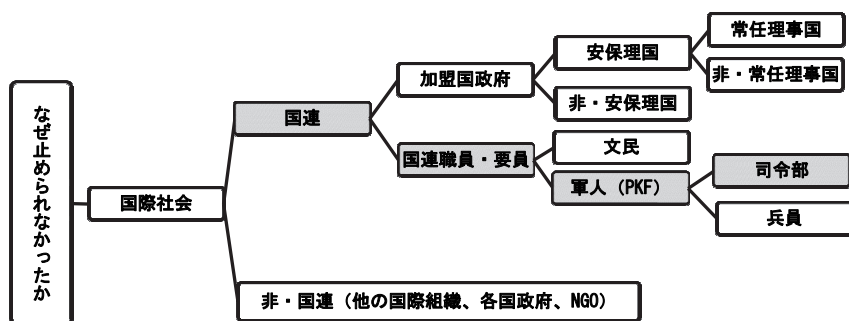 なぜ止められなかったか
国際社会
国連
加盟国政府
安保理国
常任理事国
非・常任理事国
非・安保理国
国連職員・要員
文民
軍人（PKF）
司令部
兵員
非・国連（他の国際組織、各国政府、NGO）